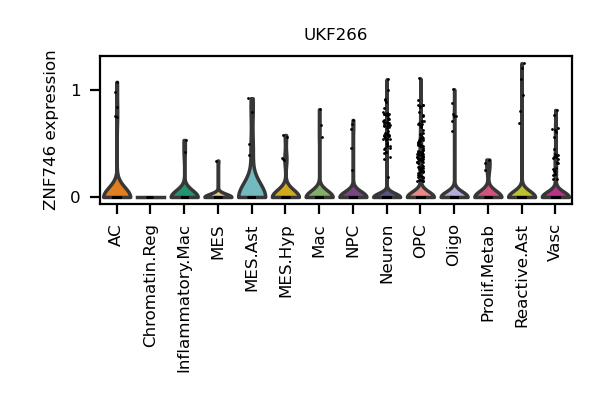 UKF266
ZNF746 expression
1
0
AC
Chromatin.Reg
Inflammatory.Mac
MES
MES.Ast
MES.Hyp
Mac
NPC
Neuron
OPC
Oligo
Prolif.Metab
Reactive.Ast
Vasc